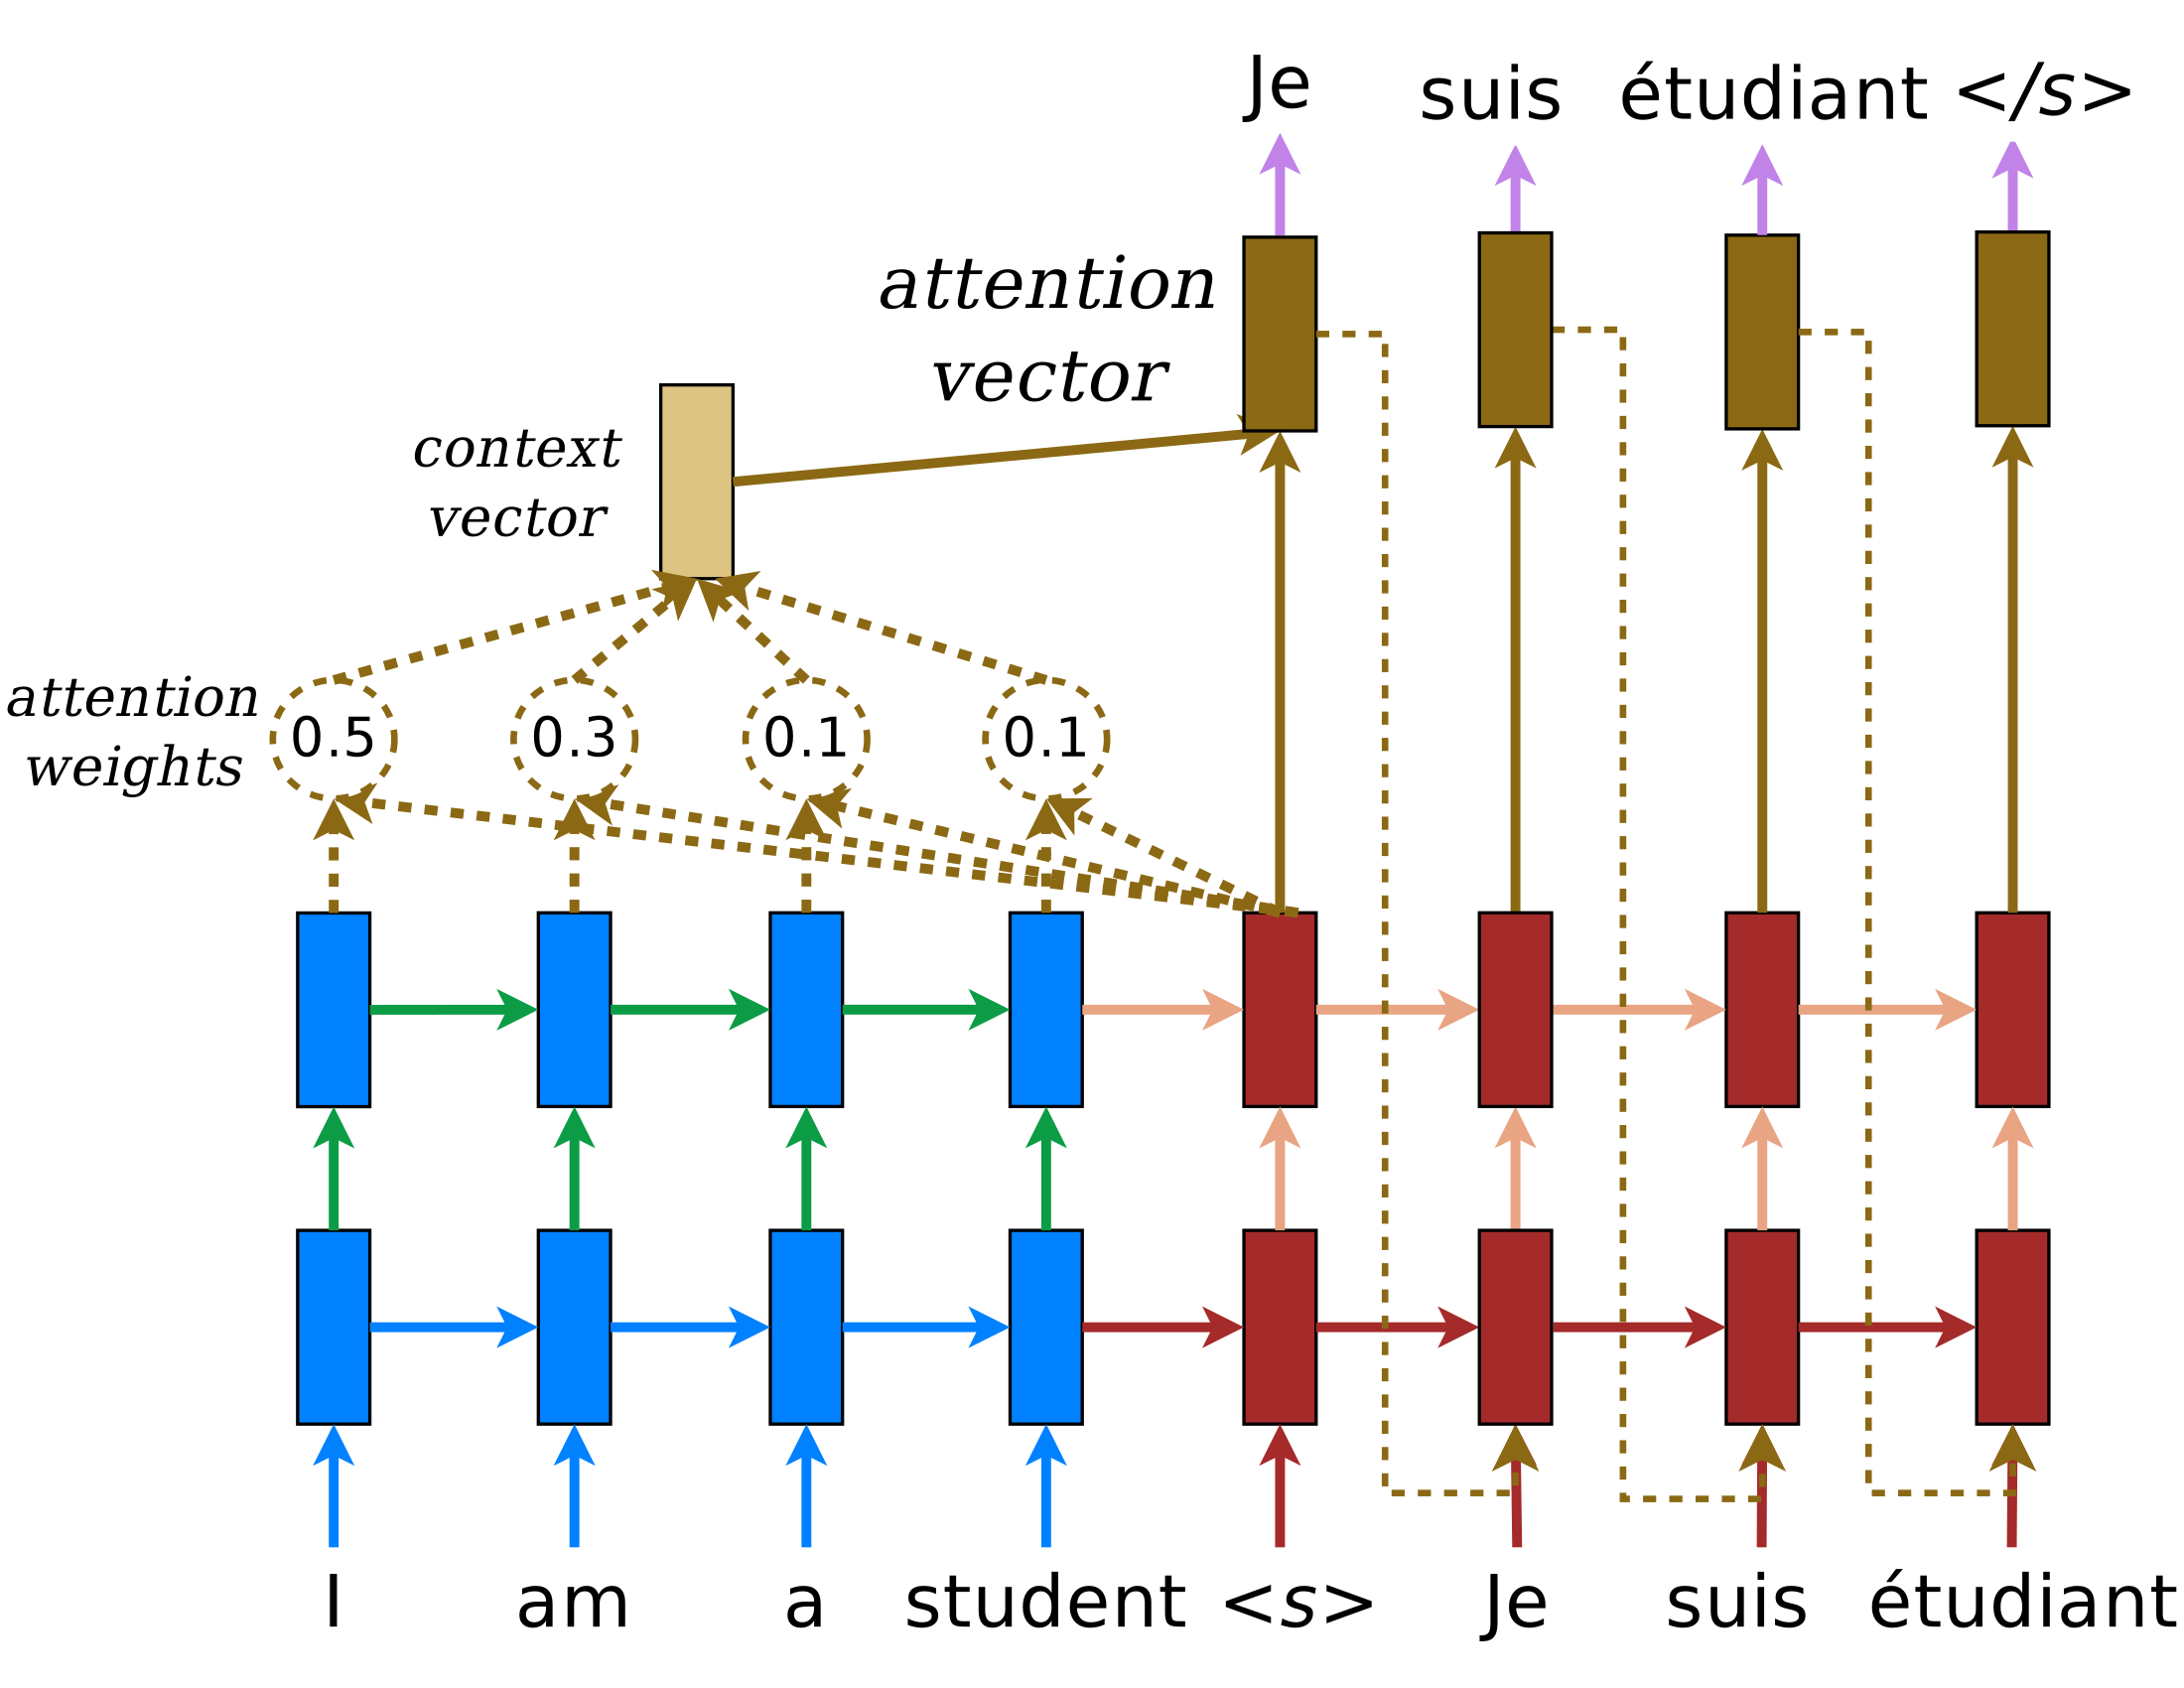 Je suis étudiant </s>
attention
vector
context
vector
attention
weights
0.5 0.3 0.1 0.1
I am a student <s> Je suis étudiant